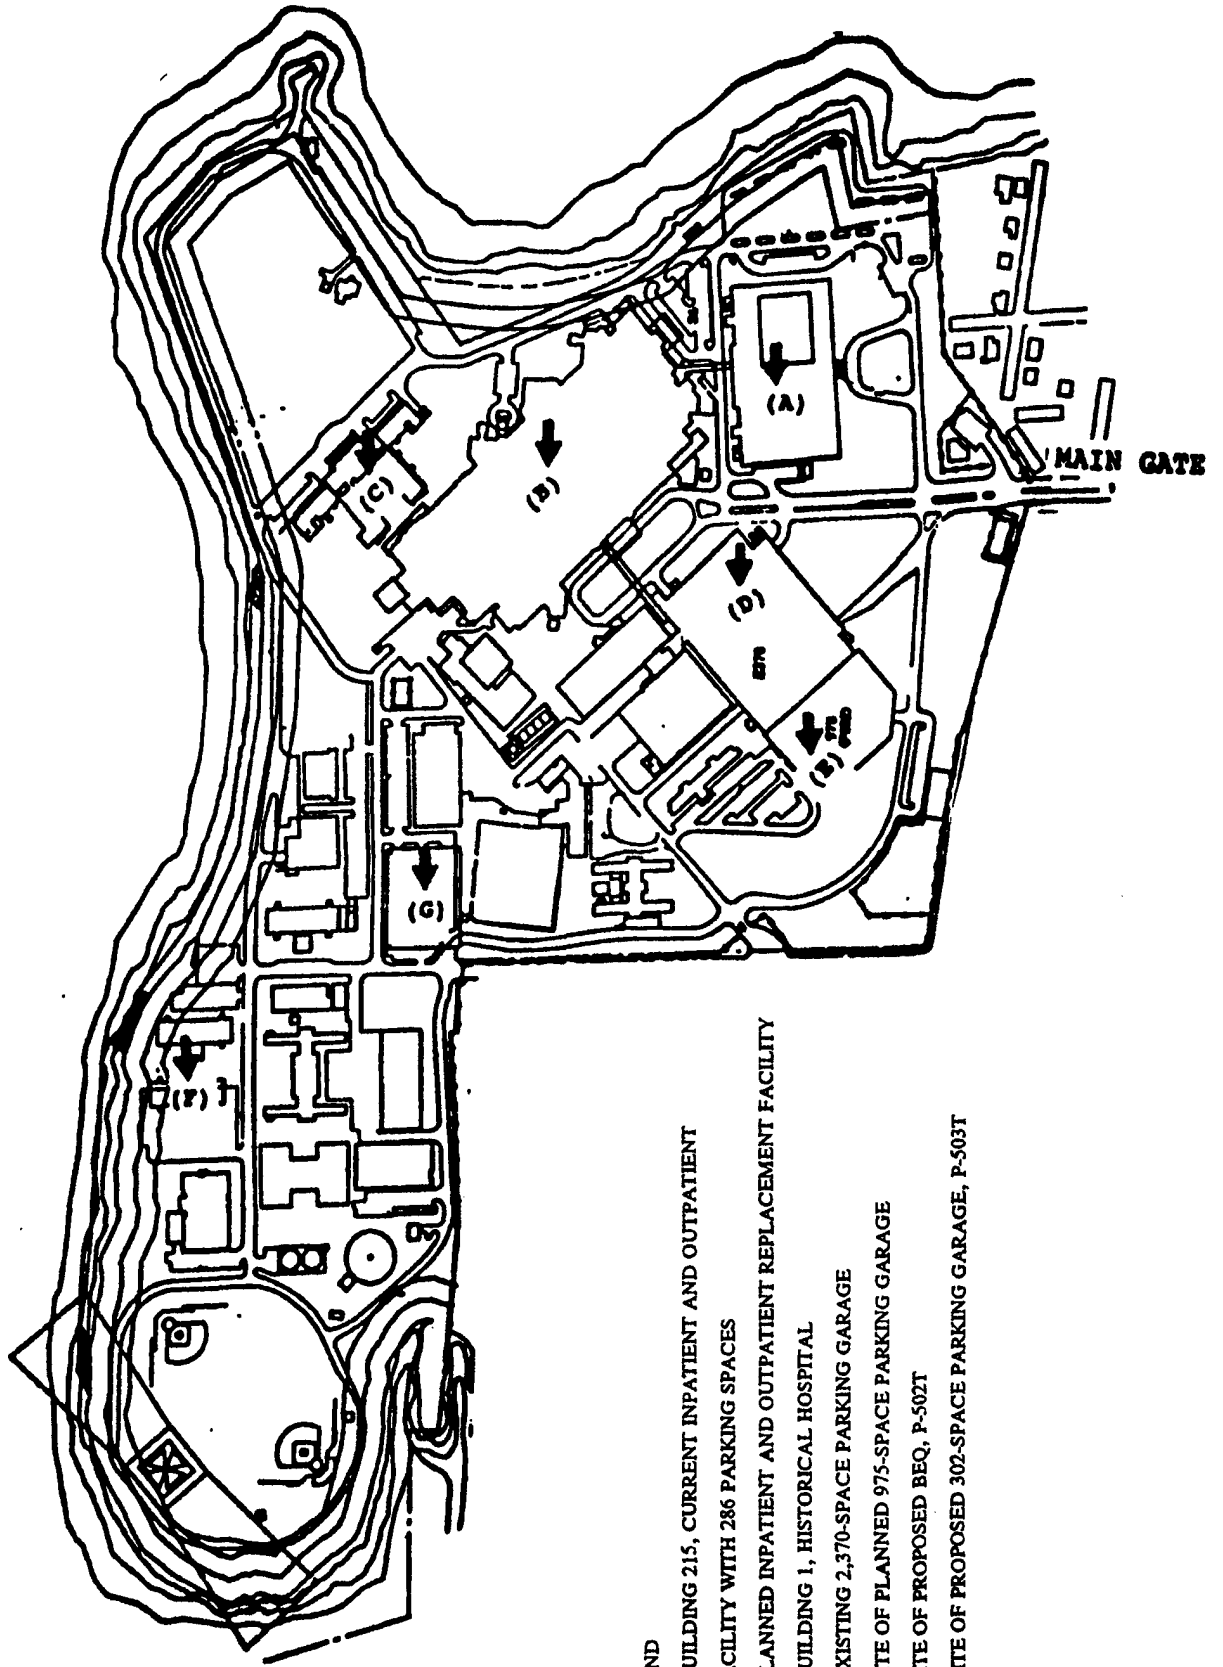 MAIN GATE
(A)
(B)
(C)
(D)
(E)
(F)
(G)
ND
UILDING 215, CURRENT INPATIENT AND OUTPATIENT
CILITY WITH 286 PARKING SPACES
LANNED INPATIENT AND OUTPATIENT REPLACEMENT FACILITY
UILDING 1, HISTORICAL HOSPITAL
XISTING 2,370-SPACE PARKING GARAGE
TE OF PLANNED 975-SPACE PARKING GARAGE
TE OF PROPOSED BEQ, P-502T
ITE OF PROPOSED 302-SPACE PARKING GARAGE, P-503T